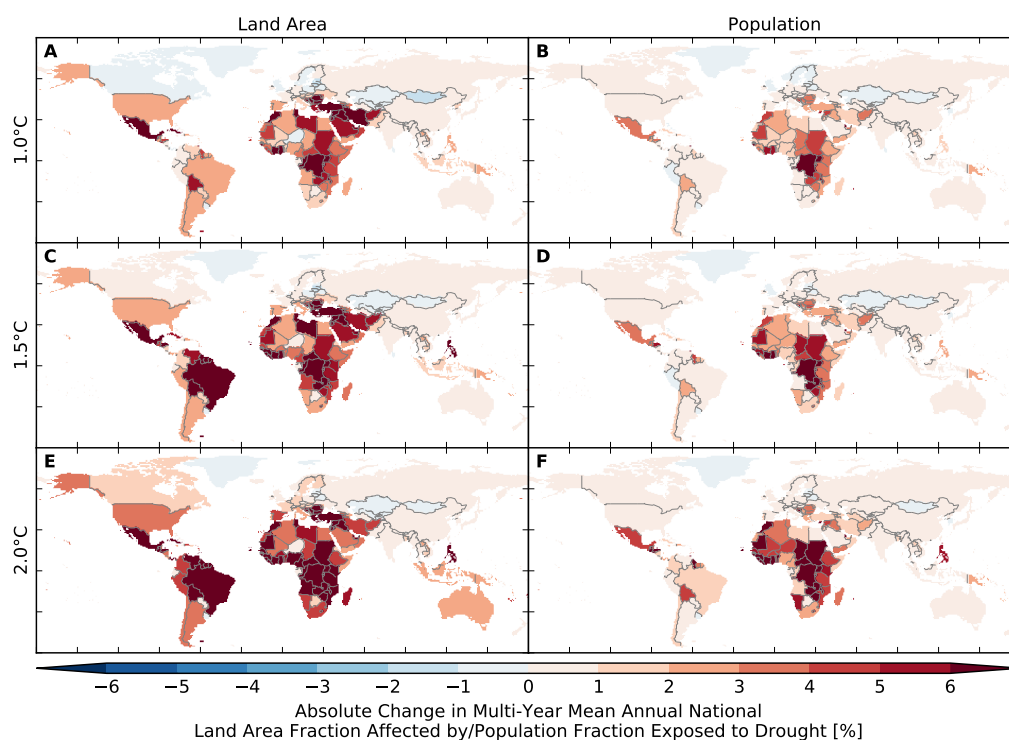 Land Area
Population
A
B
1.0°C
C
D
1.5°C
E
F
2.0°C
−6 −5 −4 −3 −2 −1 0 1 2 3 4 5 6
Absolute Change in Multi-Year Mean Annual National
Land Area Fraction Affected by/Population Fraction Exposed to Drought [%]